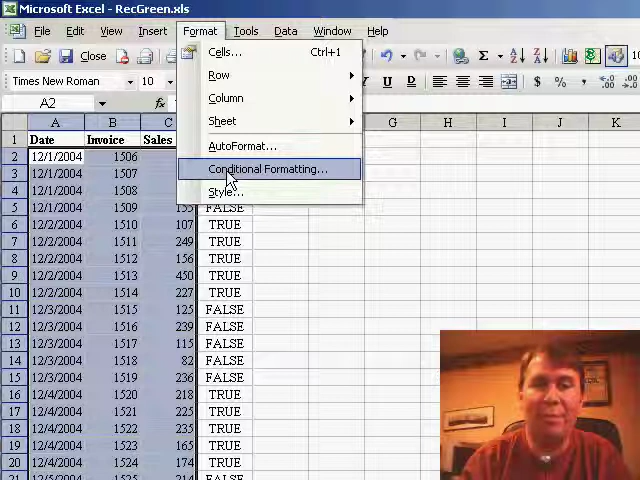 Microsoft Excel - RecGreen.xls
File Edit View Insert Format Tools Data Window Help
Close
Times New Roman 10 B I U $ %
A2 fx
A B C G H I J K
1 Date Invoice Sales
2 12/1/2004 1506
3 12/1/2004 1507
4 12/1/2004 1508
5 12/1/2004 1509 155 FALSE
6 12/2/2004 1510 107 TRUE
7 12/2/2004 1511 249 TRUE
8 12/2/2004 1512 156 TRUE
9 12/2/2004 1513 450 TRUE
10 12/2/2004 1514 227 TRUE
11 12/3/2004 1515 125 FALSE
12 12/3/2004 1516 239 FALSE
13 12/3/2004 1517 115 FALSE
14 12/3/2004 1518 82 FALSE
15 12/3/2004 1519 236 FALSE
16 12/4/2004 1520 218 TRUE
17 12/4/2004 1521 225 TRUE
18 12/4/2004 1522 235 TRUE
19 12/4/2004 1523 165 TRUE
20 12/4/2004 1524 174 TRUE
Cells... Ctrl+1
Row
Column
Sheet
AutoFormat...
Conditional Formatting...
Style...